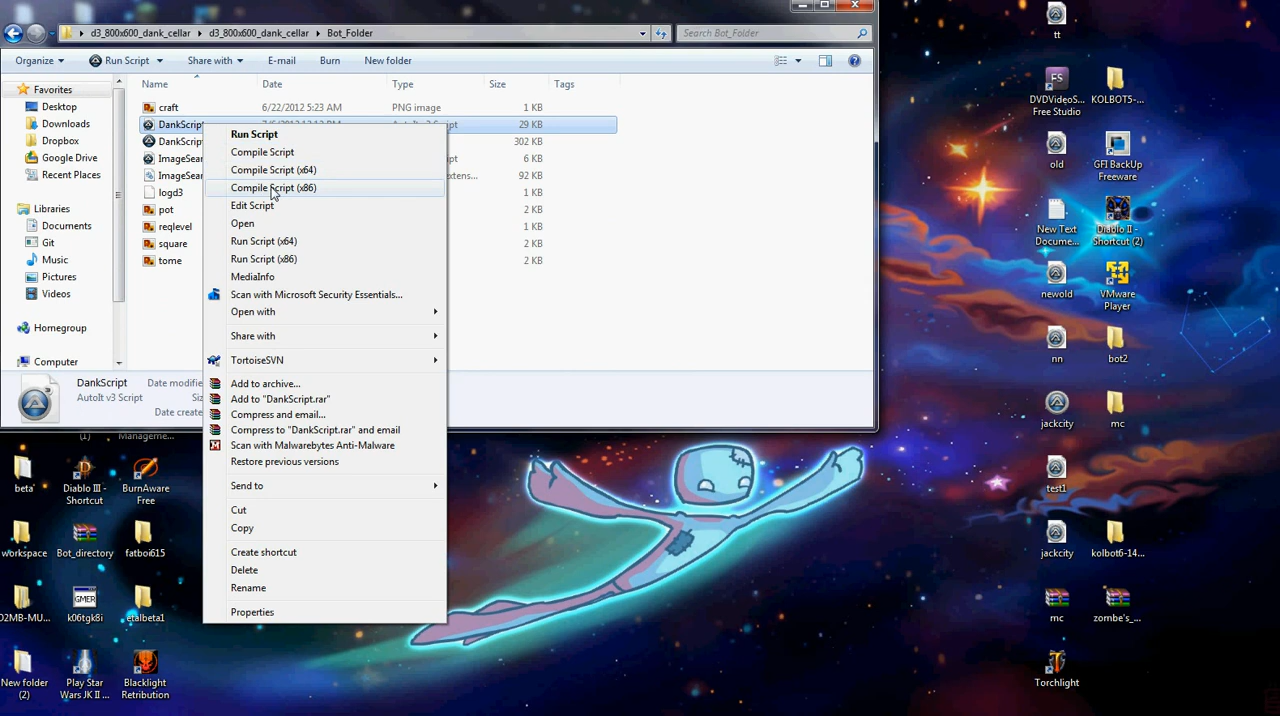 d3_800x600_dank_cellar
d3_800x600_dank_cellar
Bot_Folder
Search Bot_Folder
Organize
Run Script
Share with
E-mail
Burn
New folder
Favorites
Desktop
Downloads
Dropbox
Google Drive
Recent Places
Libraries
Documents
Git
Music
Pictures
Videos
Homegroup
Computer
Name
Date
Type
Size
Tags
craft
6/22/2012 5:23 AM
PNG image
1 KB
DankScript
29 KB
DankScript
302 KB
ImageSear
6 KB
ImageSear
extens...
92 KB
logd3
1 KB
pot
2 KB
reqlevel
1 KB
square
2 KB
tome
2 KB
Run Script
Compile Script
Compile Script (x64)
Compile Script (x86)
Edit Script
Open
Run Script (x64)
Run Script (x86)
MediaInfo
Scan with Microsoft Security Essentials...
Open with
Share with
TortoiseSVN
Add to archive...
Add to "DankScript.rar"
Compress and email...
Compress to "DankScript.rar" and email
Scan with Malwarebytes Anti-Malware
Restore previous versions
Send to
Cut
Copy
Create shortcut
Delete
Rename
Properties
DankScript
AutoIt v3 Script
Date modifie
Siz
Date create
(1)
Manageme...
beta
Diablo III -
Shortcut
BurnAware
Free
workspace
Bot_directory
fatboi615
GMER
D2MB-MU...
k06tgk8i
etalbeta1
New folder
(2)
Play Star
Wars JK II ...
Blacklight
Retribution
tt
FS
DVDVideoS...
Free Studio
KOLBOT5-...
old
GFI BackUp
Freeware
New Text
Docume...
Diablo II -
Shortcut (2)
newold
VMware
Player
nn
bot2
jackcity
mc
test1
jackcity
kolbot6-14...
mc
zombe's_...
Torchlight